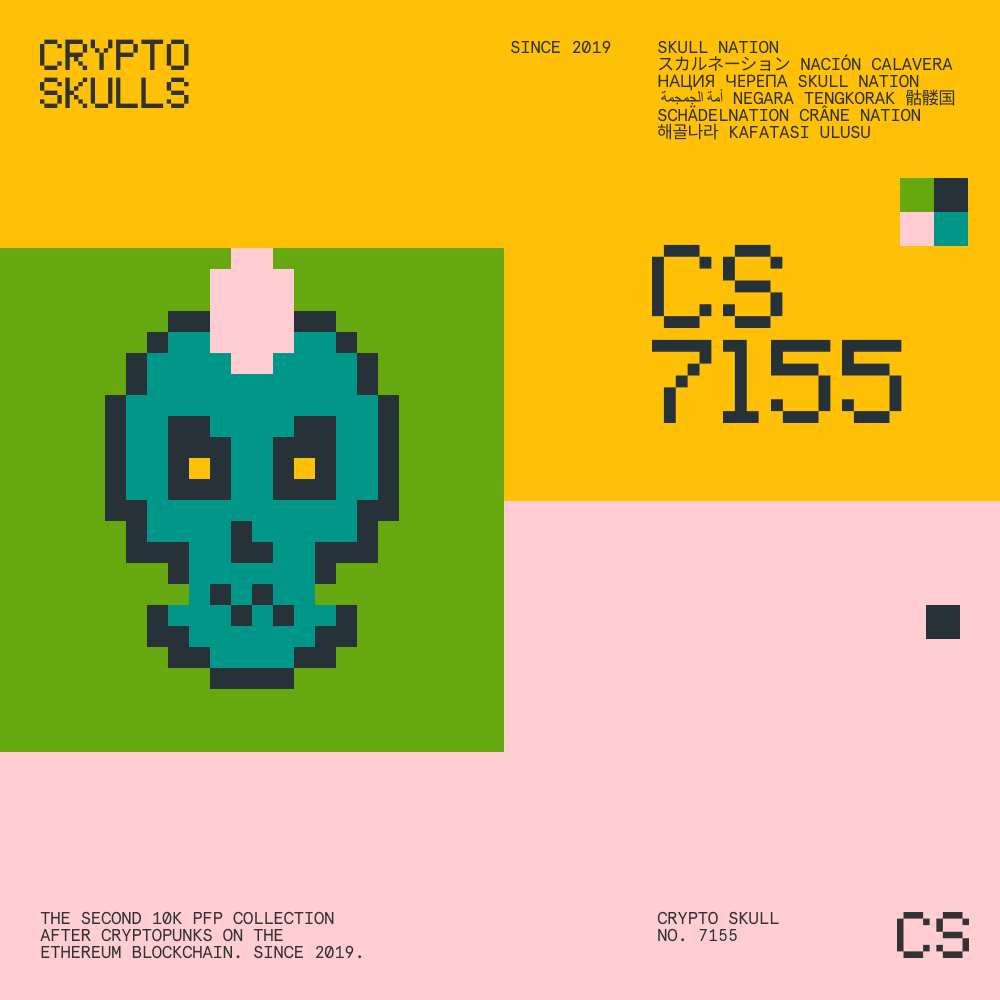 CRYPTO
SKULLS
SINCE 2019
SKULL NATION
スカルネーション NACIÓN CALAVERA
НАЦИЯ ЧЕРЕПА SKULL NATION
أمة الجمجمة NEGARA TENGKORAK 骷髅国
SCHÄDELNATION CRÂNE NATION
해골나라 KAFATASI ULUSU
CS
7155
THE SECOND 10K PFP COLLECTION
AFTER CRYPTOPUNKS ON THE
ETHEREUM BLOCKCHAIN. SINCE 2019.
CRYPTO SKULL
NO. 7155
CS